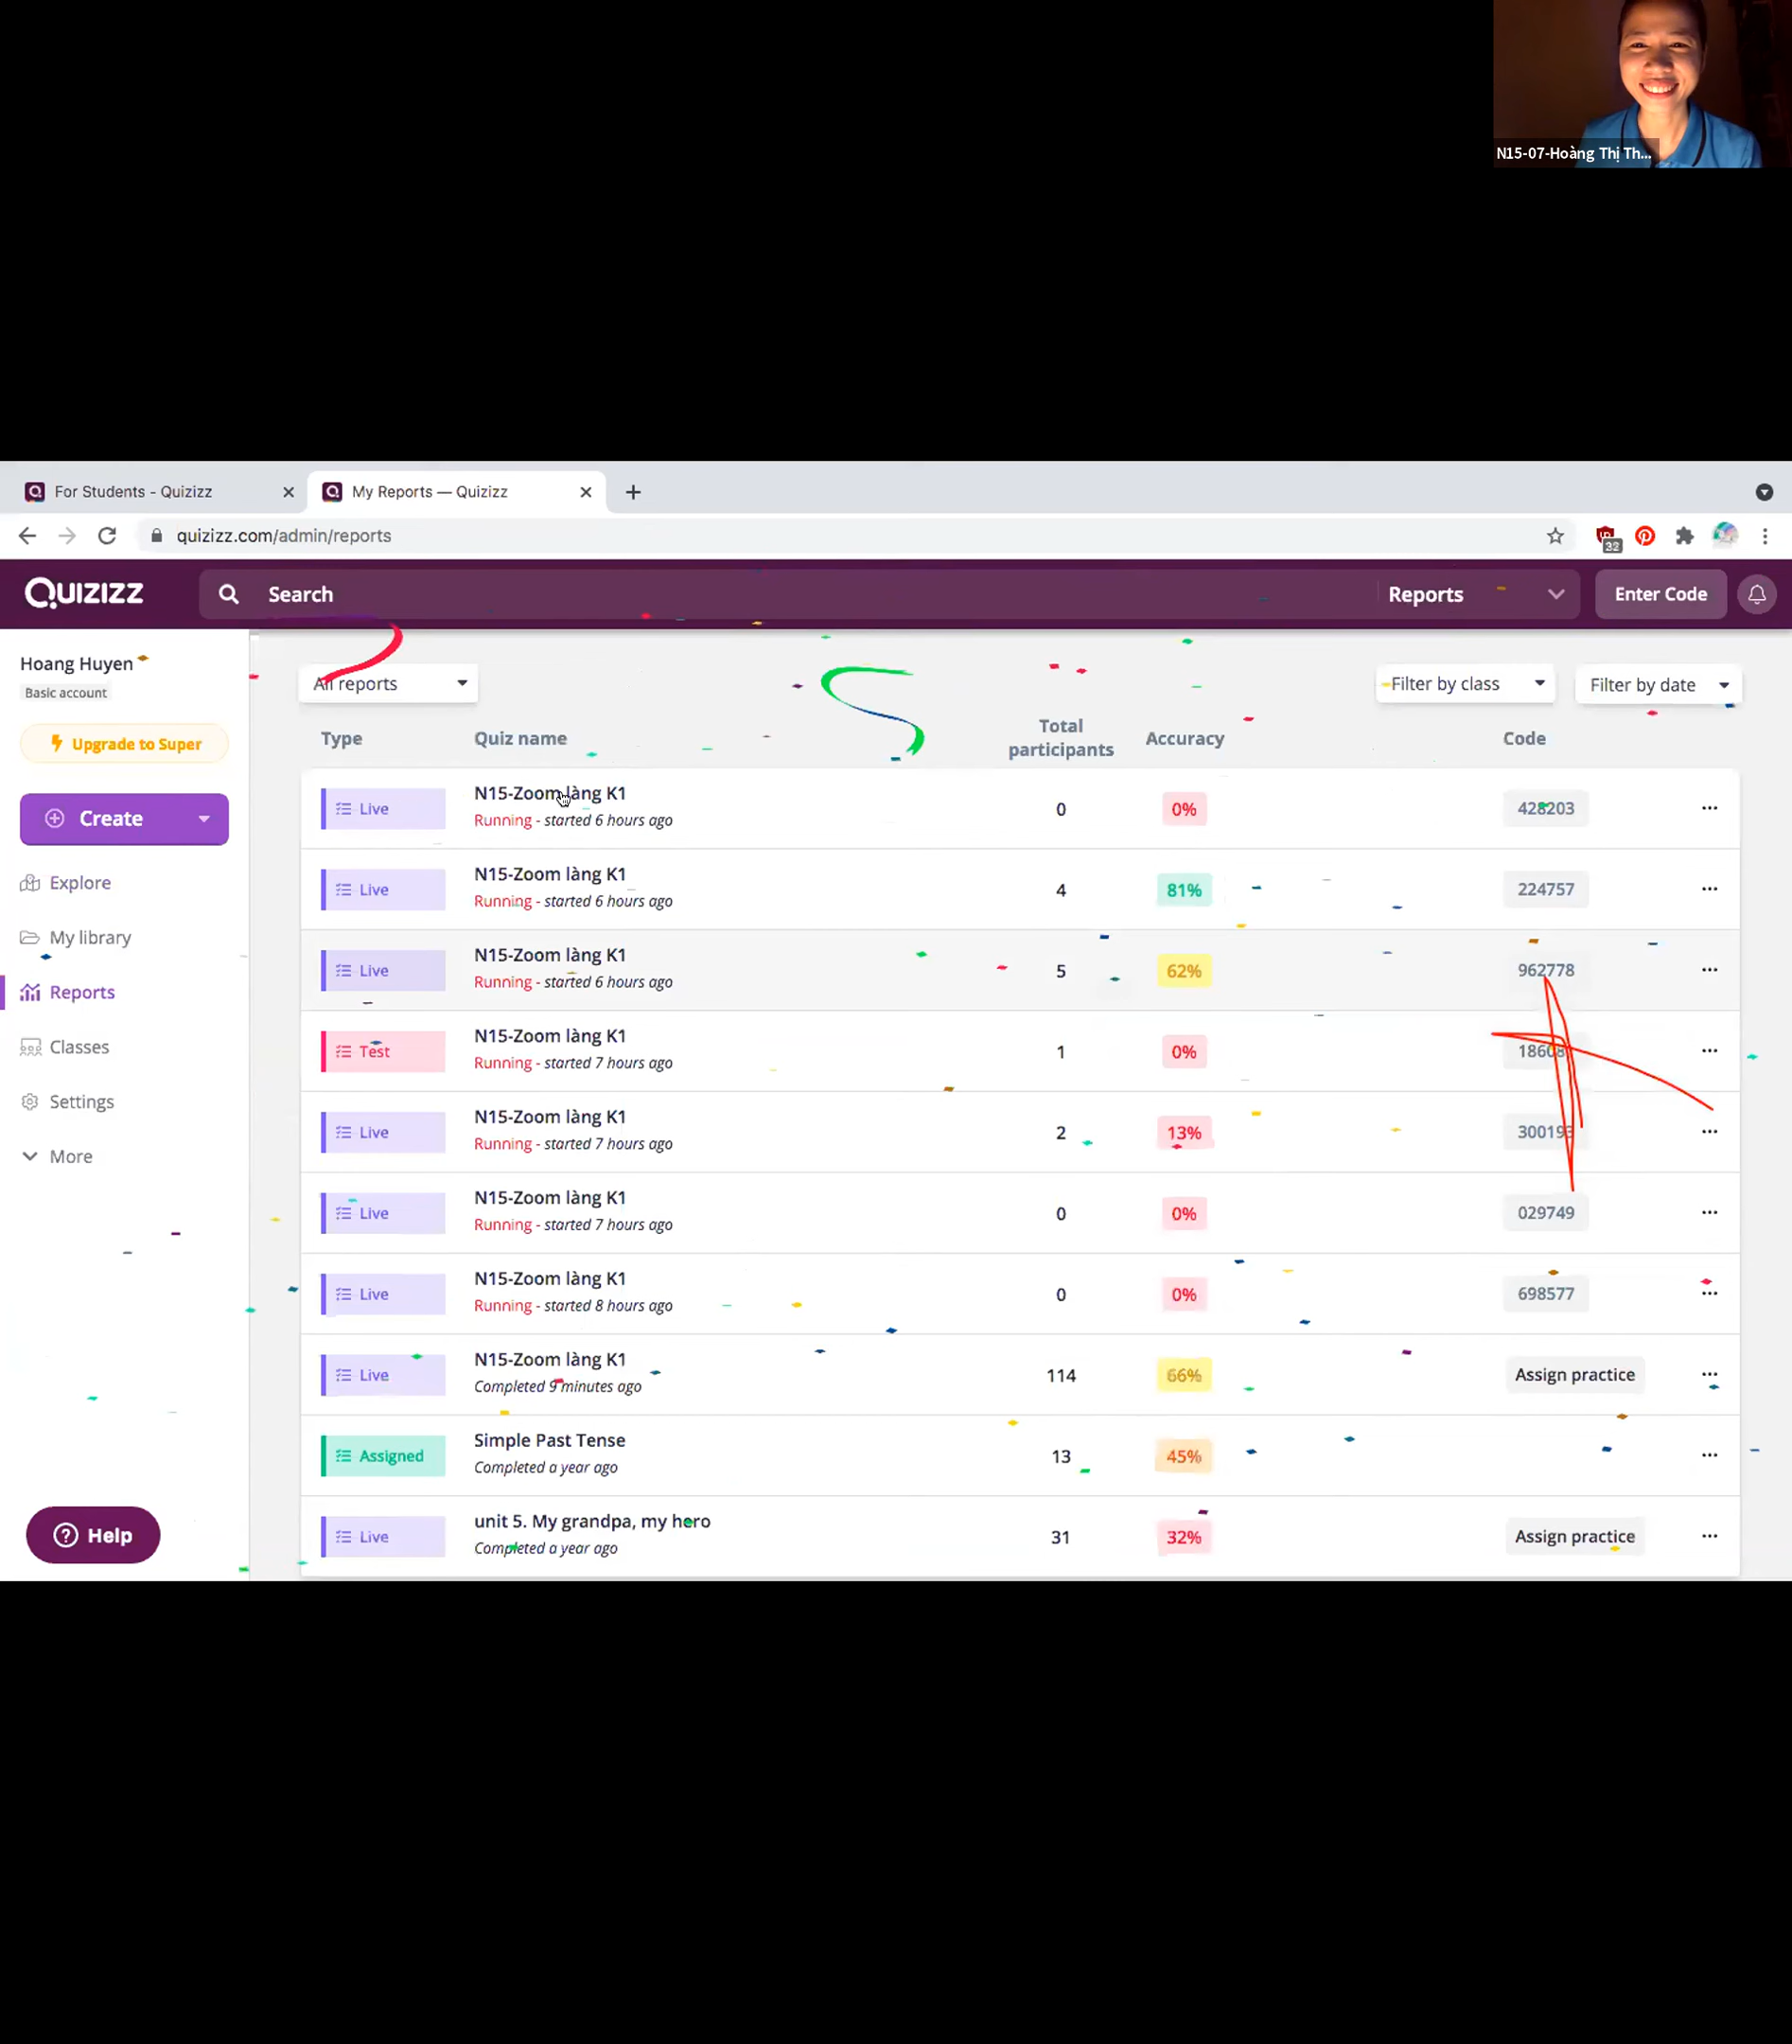 N15-07-Hoàng Thị Th...
For Students - Quizizz
My Reports — Quizizz
quizizz.com/admin/reports
32
Quizizz
Search
Reports
Enter Code
Hoang Huyen
Basic account
Upgrade to Super
Create
Explore
My library
Reports
Classes
Settings
More
Help
All reports
Filter by class
Filter by date
Type Quiz name Total participants Accuracy Code
Live N15-Zoom làng K1 0 0% 428203
Running - started 6 hours ago
Live N15-Zoom làng K1 4 81% 224757
Running - started 6 hours ago
Live N15-Zoom làng K1 5 62% 962778
Running - started 6 hours ago
Test N15-Zoom làng K1 1 0%
Running - started 7 hours ago
Live N15-Zoom làng K1 2 13% 300193
Running - started 7 hours ago
Live N15-Zoom làng K1 0 0% 029749
Running - started 7 hours ago
Live N15-Zoom làng K1 0 0% 698577
Running - started 8 hours ago
Live N15-Zoom làng K1 114 66% Assign practice
Completed 9 minutes ago
Assigned Simple Past Tense 13 45%
Completed a year ago
Live unit 5. My grandpa, my hero 31 32% Assign practice
Completed a year ago